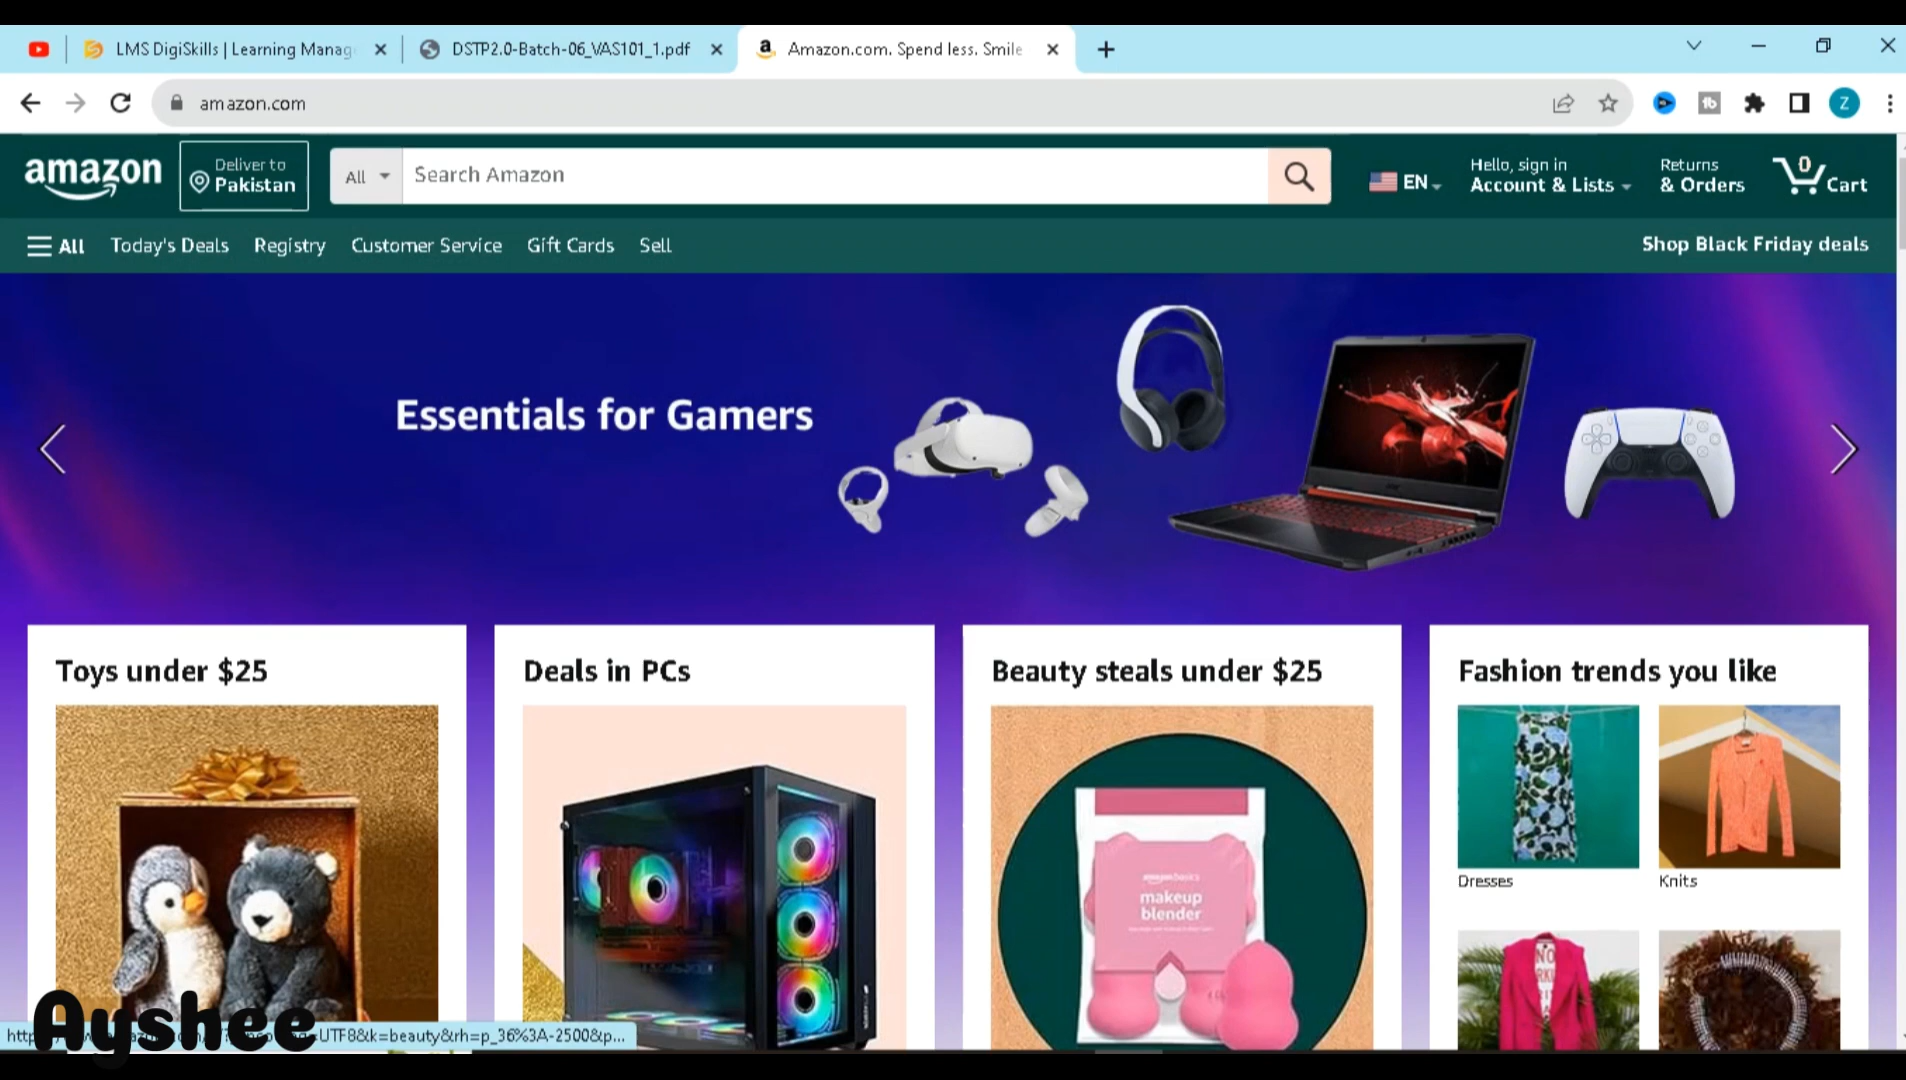 LMS DigiSkills | Learning Manag
DSTP2.0-Batch-06_VAS101_1.pdf
Amazon.com. Spend less. Smile
amazon.com
Z
amazon
Deliver to
Pakistan
All
Search Amazon
EN
Hello, sign in
Account & Lists
Returns
& Orders
0
Cart
All
Today's Deals
Registry
Customer Service
Gift Cards
Sell
Shop Black Friday deals
Essentials for Gamers
Toys under $25
Deals in PCs
Beauty steals under $25
Fashion trends you like
amazon basics
makeup
blender
Dresses
Knits
NO
Ayshee
=UTF8&k=beauty&rh=p_36%3A-2500&p...